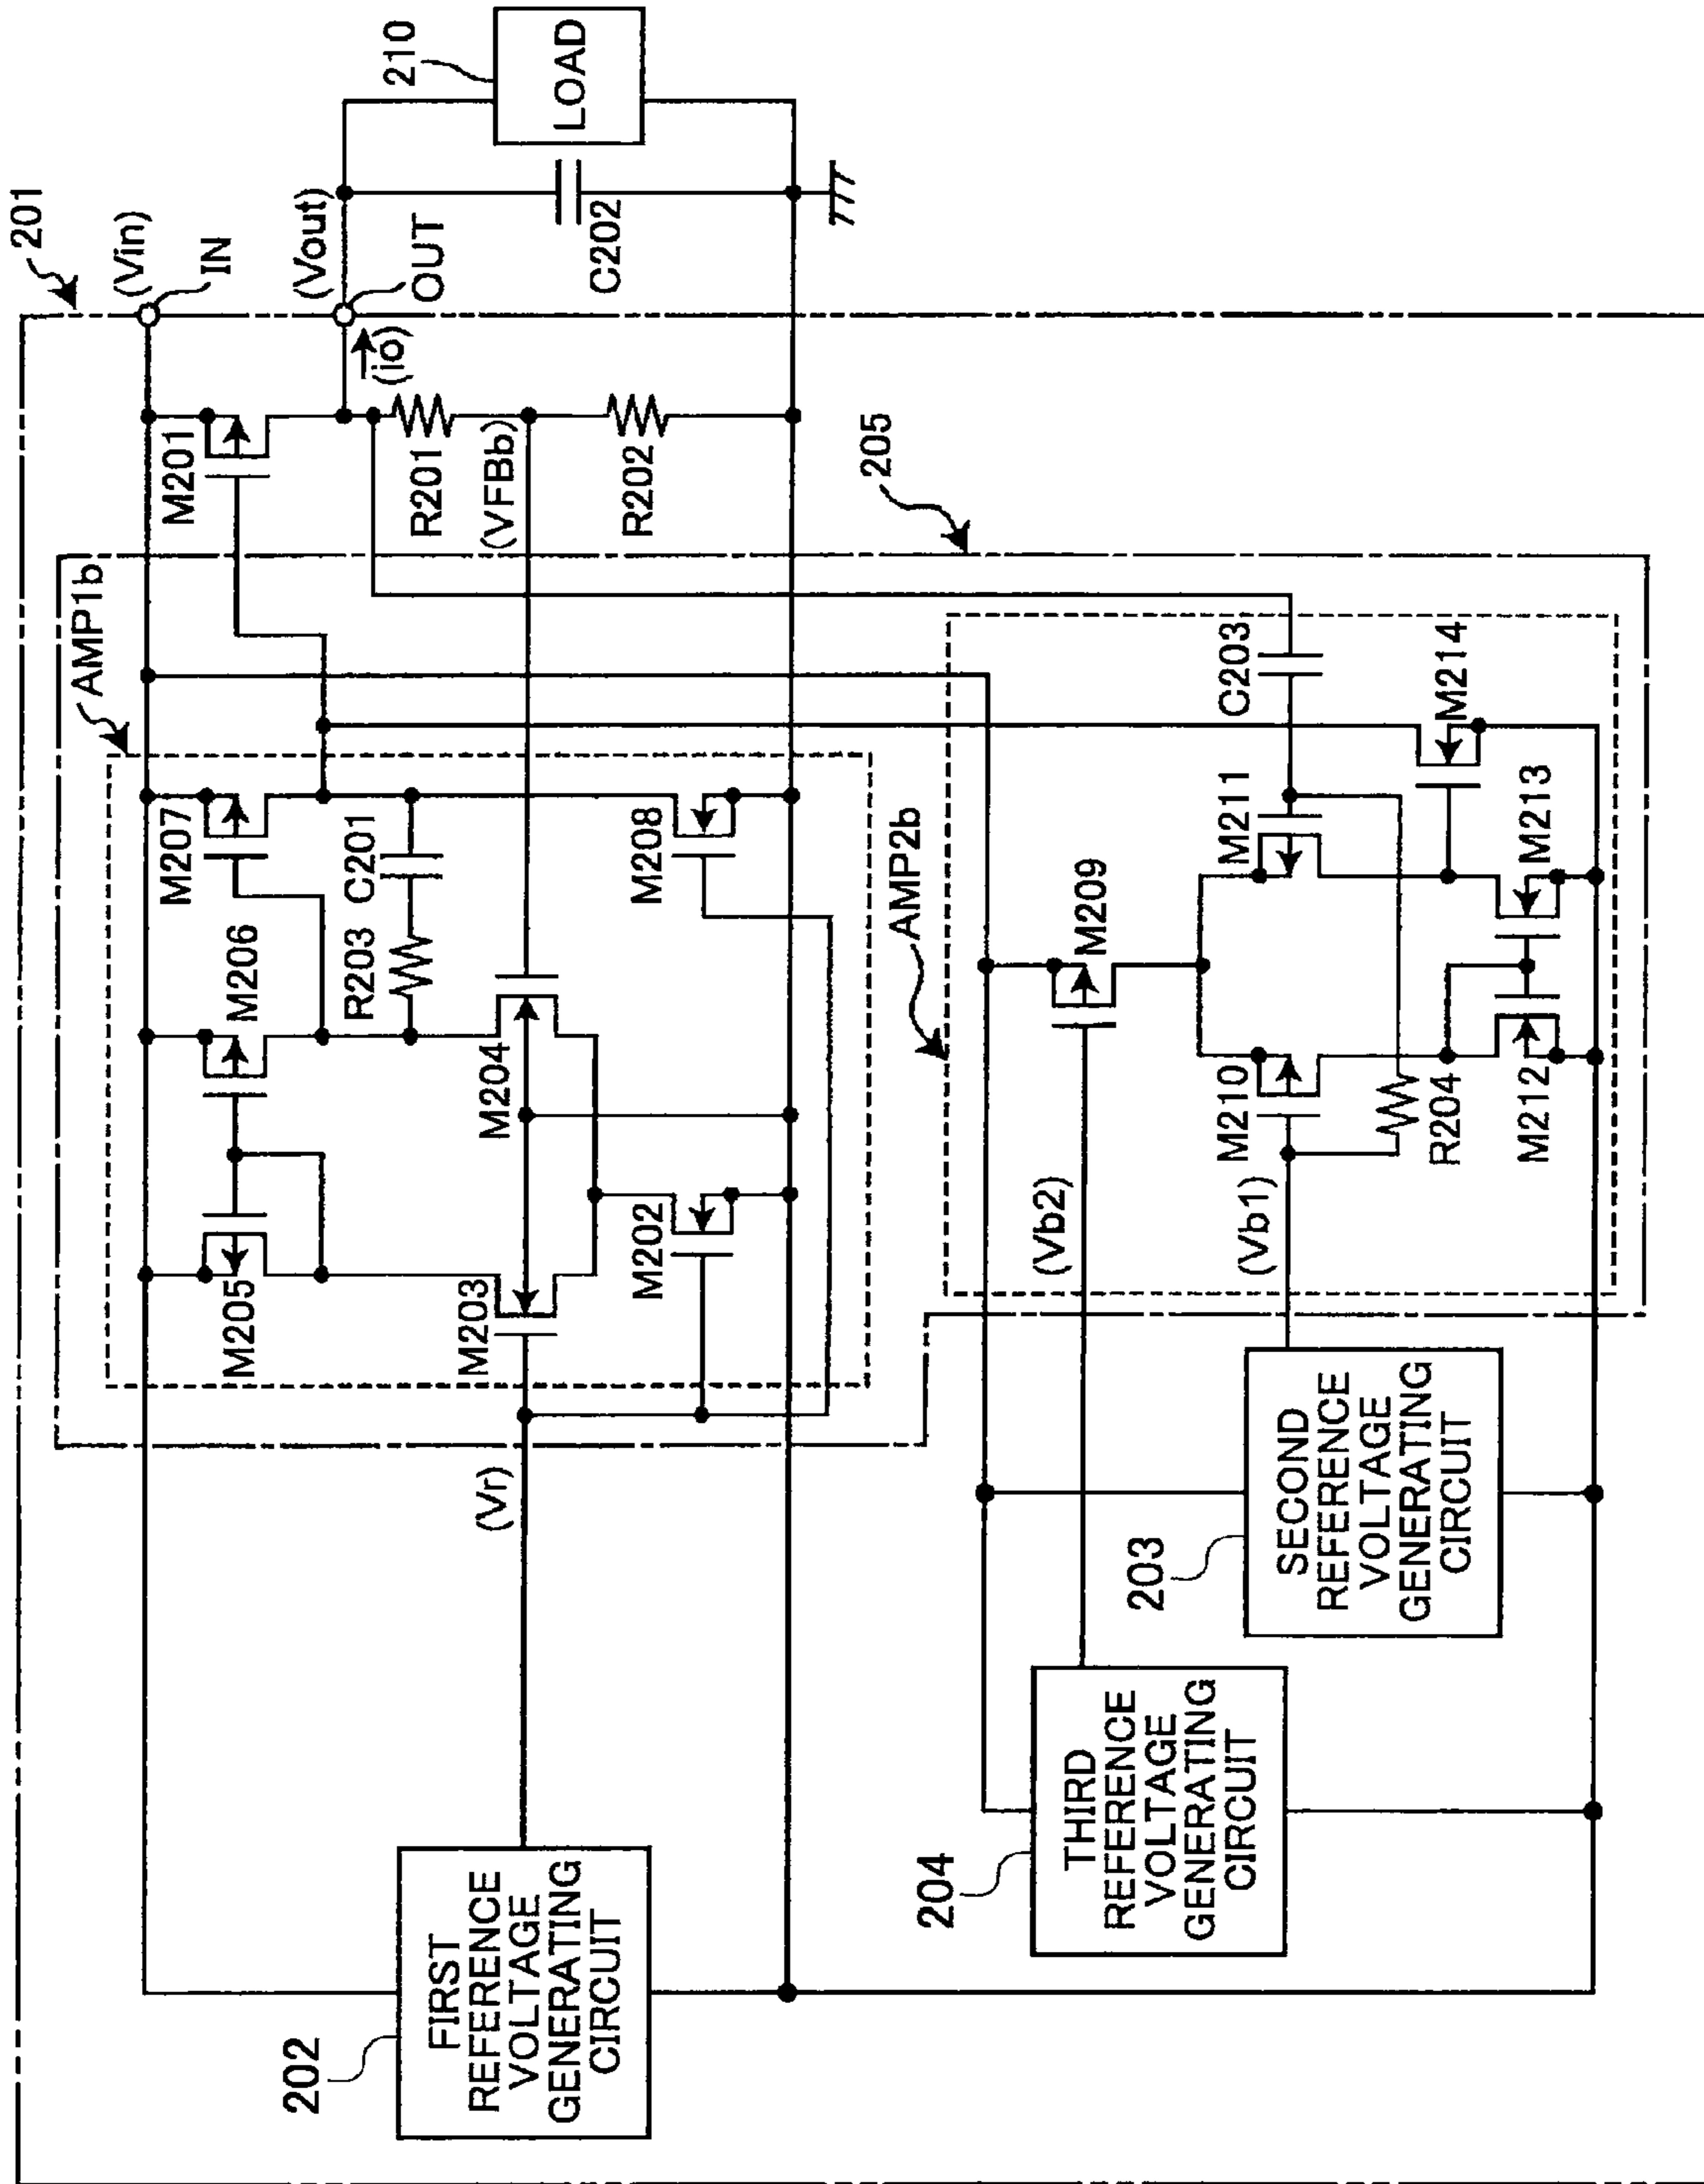 201
(Vin)
IN
(Vout)
OUT
(io)
210
LOAD
C202
M201
R201
(VFBb)
R202
205
AMP1b
M207
M206
M205
C201
R203
M208
M204
M203
M202
(Vr)
202
FIRST
REFERENCE
VOLTAGE
GENERATING
CIRCUIT
AMP2b
C203
M214
M211
M213
M209
M210
R204
M212
(Vb2)
(Vb1)
203
SECOND
REFERENCE
VOLTAGE
GENERATING
CIRCUIT
204
THIRD
REFERENCE
VOLTAGE
GENERATING
CIRCUIT